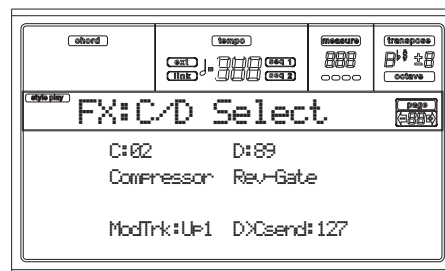 chord tempo measure transpose
ext seq 1
link seq 2
octave
style play page
FX:C/D Select
C:02 D:89
Compressor Rev-Gate
ModTrk:UP1 D>Csend:127